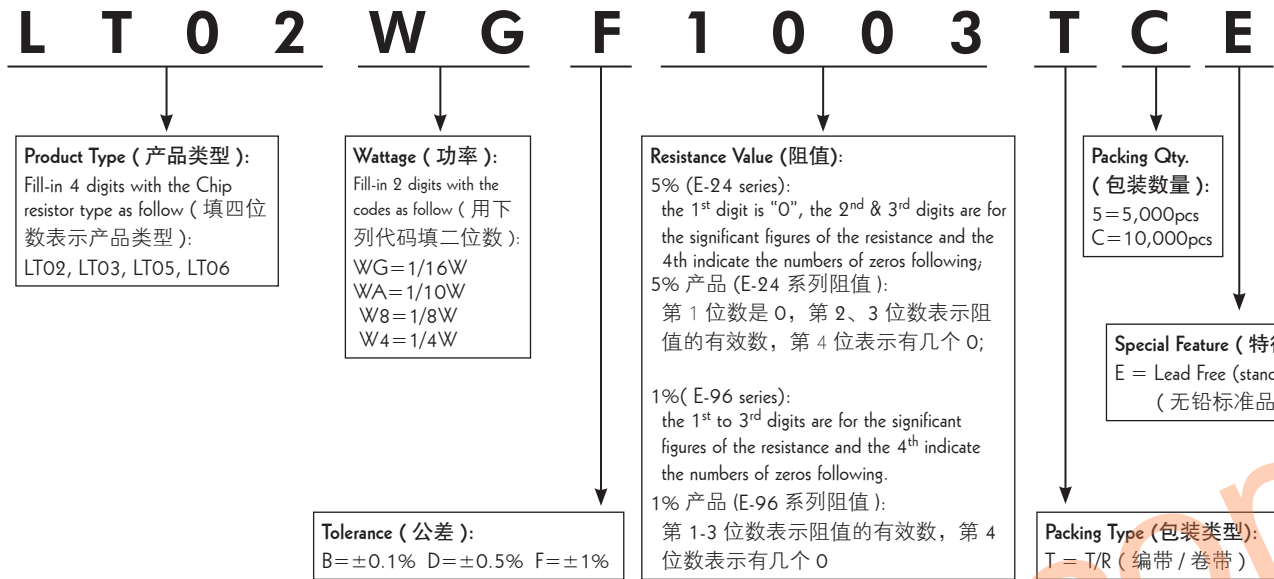 L T 0 2 W G F 1 0 0 3 T C E
Product Type ( 产品类型 ):
Fill-in 4 digits with the Chip
resistor type as follow ( 填四位
数表示产品类型 ):
LT02, LT03, LT05, LT06
Wattage ( 功率 ):
Fill-in 2 digits with the
codes as follow ( 用下
列代码填二位数 ):
WG=1/16W
WA=1/10W
W8=1/8W
W4=1/4W
Resistance Value (阻值):
5% (E-24 series):
the 1st digit is “0”, the 2nd & 3rd digits are for
the significant figures of the resistance and the
4th indicate the numbers of zeros following;
5% 产品 (E-24 系列阻值 ):
第 1 位数是 0，第 2、3 位数表示阻
值的有效数，第 4 位表示有几个 0;
1%( E-96 series):
the 1st to 3rd digits are for the significant
figures of the resistance and the 4th indicate
the numbers of zeros following.
1% 产品 (E-96 系列阻值 ):
第 1-3 位数表示阻值的有效数，第 4
位数表示有几个 0
Packing Qty.
( 包装数量 ):
5=5,000pcs
C=10,000pcs
Special Feature ( 特
E = Lead Free (stan
( 无铅标准品
Tolerance ( 公差 ):
B=±0.1% D=±0.5% F=±1%
Packing Type (包装类型):
T = T/R ( 编带 / 卷带 )